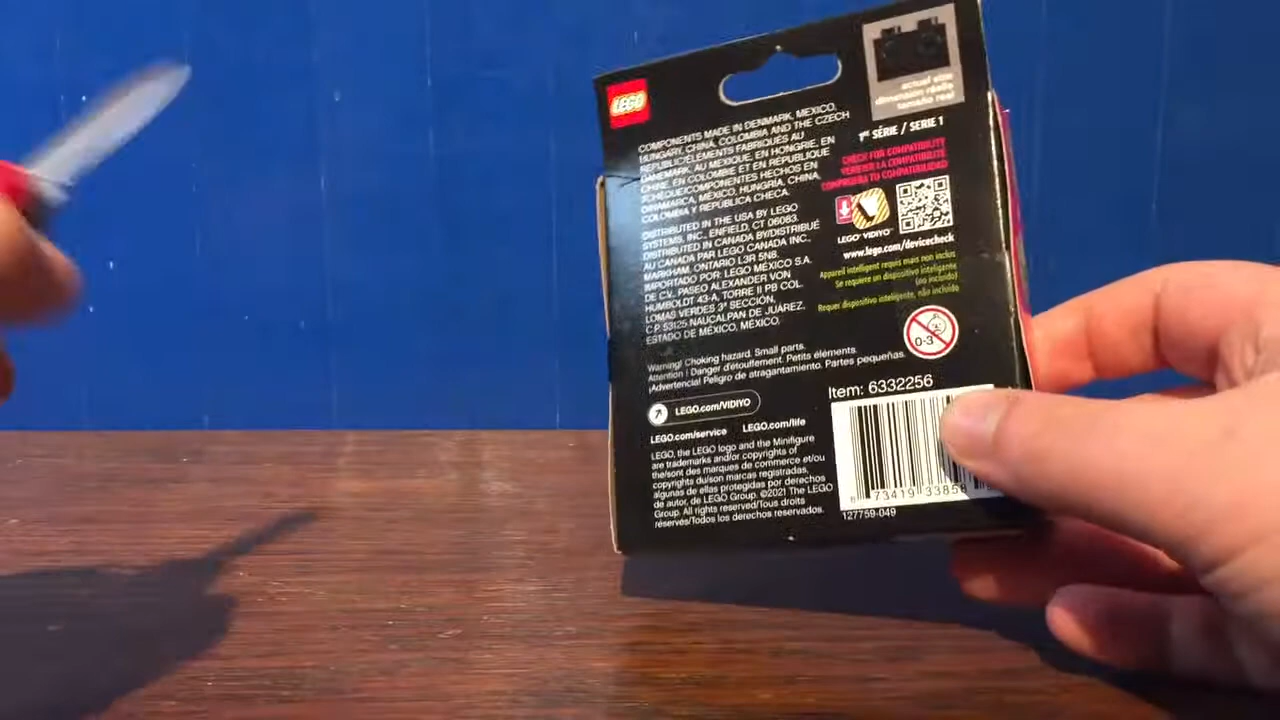 LEGO
actual size
dimension réelle
tamaño real
COMPONENTS MADE IN DENMARK, MEXICO,
HUNGARY, CHINA, COLOMBIA AND THE CZECH
REPUBLIC/ÉLÉMENTS FABRIQUÉS AU
DANEMARK, AU MEXIQUE, EN HONGRIE, EN
CHINE, EN COLOMBIE ET EN RÉPUBLIQUE
TCHÈQUE/COMPONENTES HECHOS EN
DINAMARCA, MÉXICO, HUNGRÍA, CHINA,
COLOMBIA Y REPÚBLICA CHECA.
DISTRIBUTED IN THE USA BY LEGO
SYSTEMS, INC., ENFIELD, CT 06083.
DISTRIBUTED IN CANADA BY/DISTRIBUÉ
AU CANADA PAR LEGO CANADA INC.,
MARKHAM, ONTARIO L3R 5N8.
IMPORTADO POR: LEGO MÉXICO S.A.
DE C.V., PASEO ALEXANDER VON
HUMBOLDT 43-A, TORRE II PB COL.
LOMAS VERDES 3ª SECCIÓN,
C.P. 53125 NAUCALPAN DE JUAREZ,
ESTADO DE MÉXICO, MÉXICO.
1re SÉRIE / SERIE 1
CHECK FOR COMPATIBILITY
VÉRIFIER LA COMPATIBILITÉ
COMPRUEBA TU COMPATIBILIDAD
LEGO VIDIYO™
www.lego.com/devicecheck
Appareil intelligent requis mais non inclus
Se requiere un dispositivo inteligente
(no incluido)
Requer dispositivo inteligente, não incluído
0-3
Warning! Choking hazard. Small parts.
Attention ! Danger d'étouffement. Petits éléments.
¡Advertencia! Peligro de atragantamiento. Partes pequeñas.
LEGO.com/VIDIYO
LEGO.com/service LEGO.com/life
LEGO, the LEGO logo and the Minifigure
are trademarks and/or copyrights of
the/sont des marques de commerce et/ou
copyrights du/son marcas registradas,
algunas de ellas protegidas por derechos
de autor, de LEGO Group. ©2021 The LEGO
Group. All rights reserved/Tous droits
réservés/Todos los derechos reservados.
Item: 6332256
6 73419 33858
127759-049